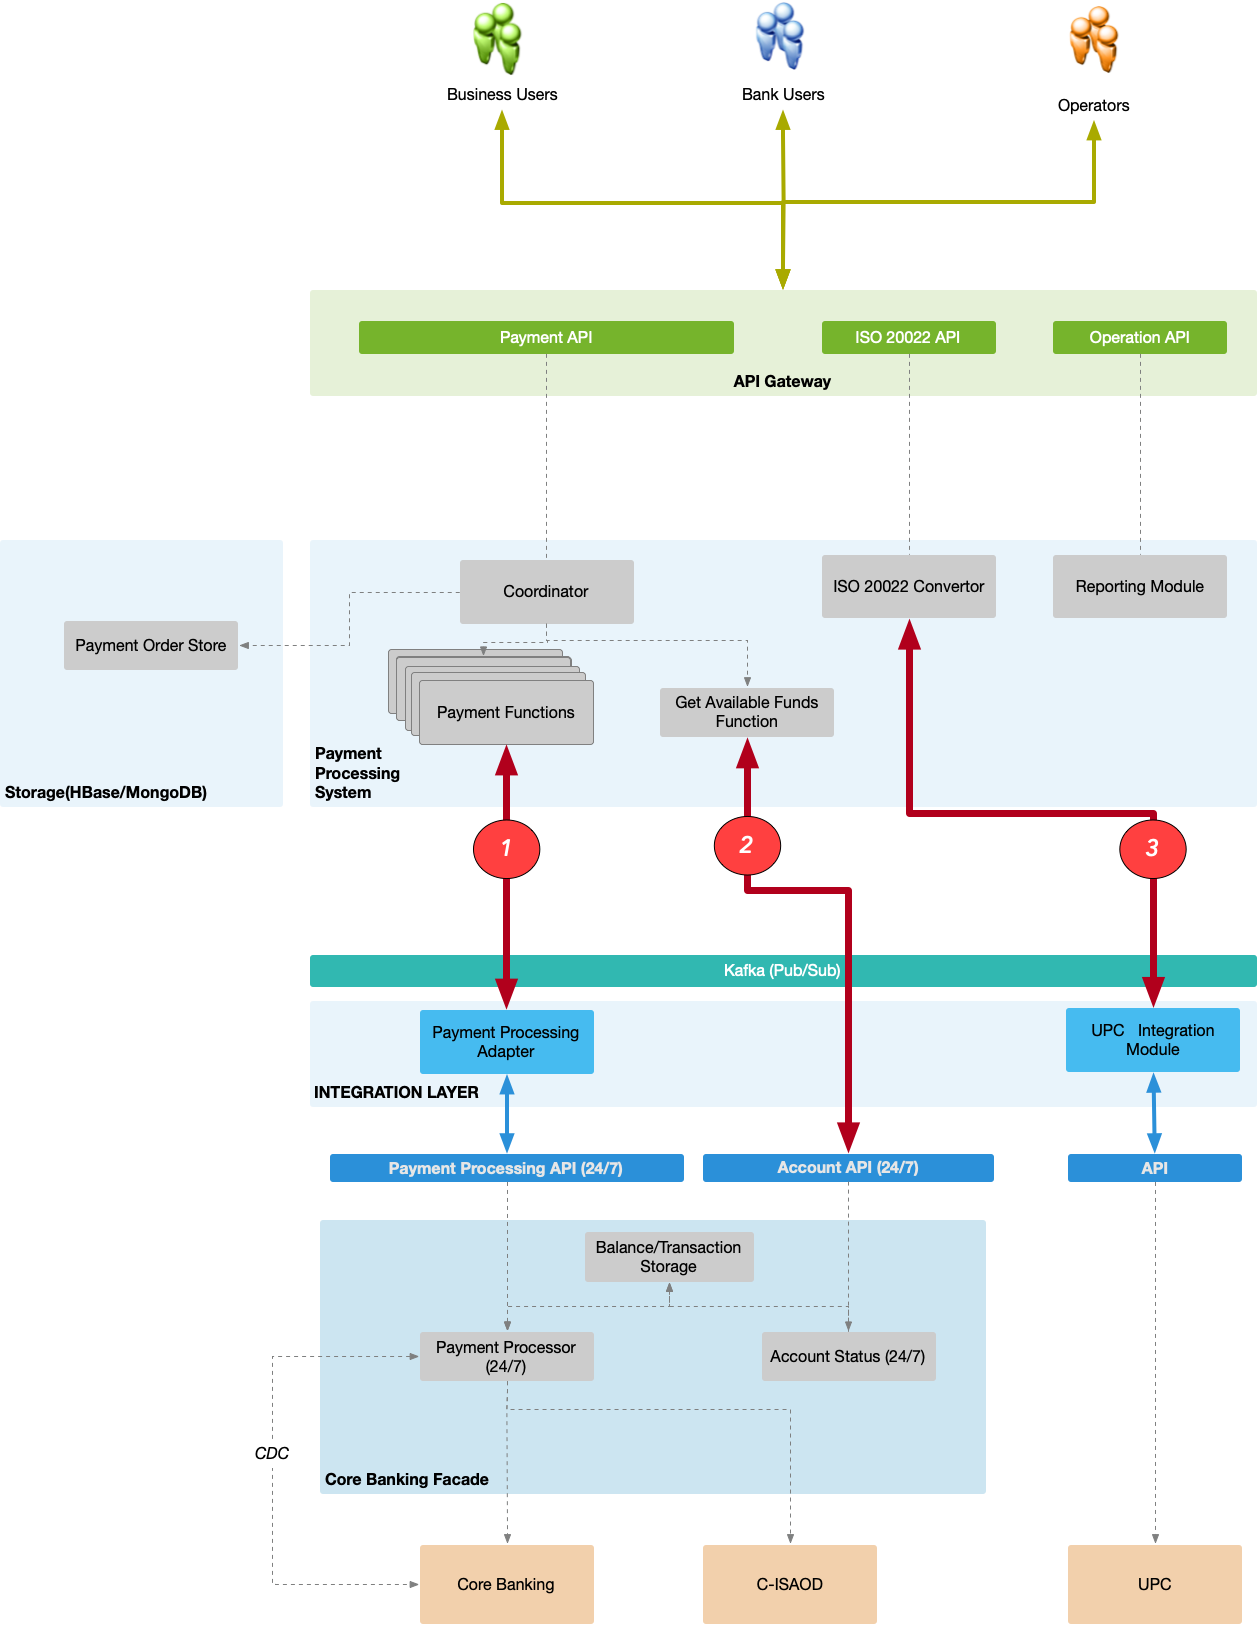 Business Users
Bank Users
Operators
Payment API
ISO 20022 API
Operation API
API Gateway
Coordinator
ISO 20022 Convertor
Reporting Module
Payment Order Store
Payment Functions
Get Available Funds
Function
Payment
Processing
System
Storage(HBase/MongoDB)
1
2
3
Kafka (Pub/Sub)
Payment Processing
Adapter
UPC   Integration
Module
INTEGRATION LAYER
Payment Processing API (24/7)
Account API (24/7)
API
Balance/Transaction
Storage
Payment Processor
(24/7)
Account Status (24/7)
CDC
Core Banking Facade
Core Banking
C-ISAOD
UPC